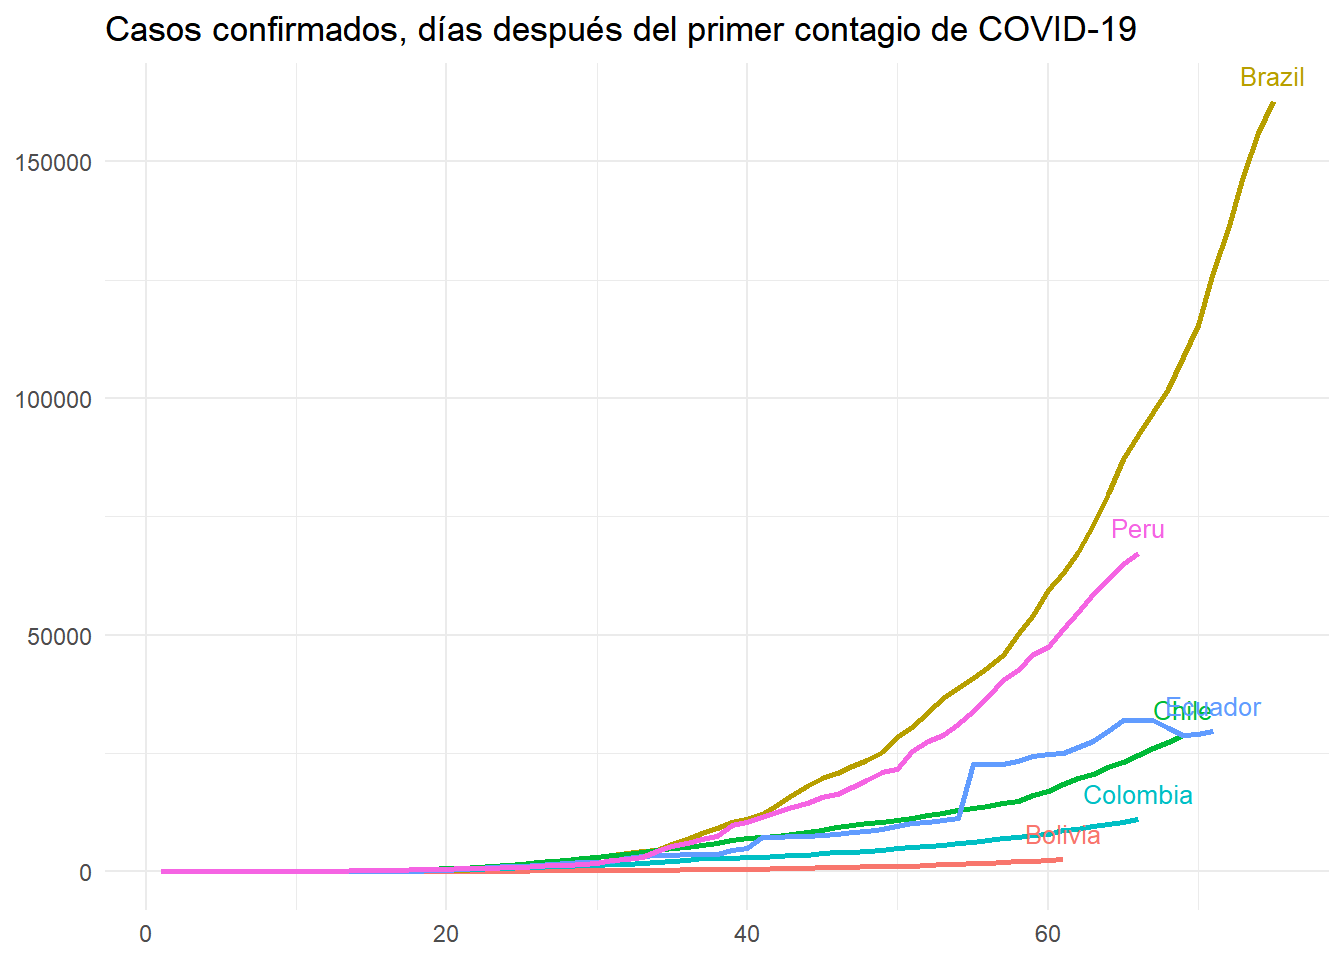 Casos confirmados, días después del primer contagio de COVID-19
Brazil
150000
100000
Peru
50000
Chile
Ecuador
Colombia
Bolivia
0
0 20 40 60